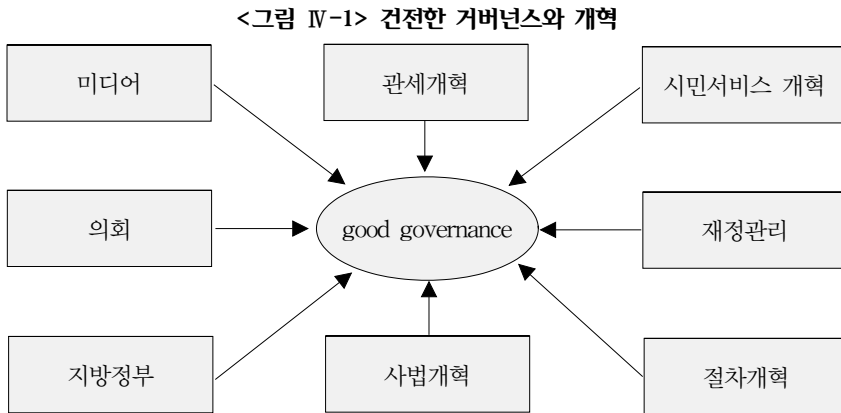 <그림 Ⅳ-1> 건전한 거버넌스와 개혁
미디어
관세개혁
시민서비스 개혁
의회
good governance
재정관리
지방정부
사법개혁
절차개혁